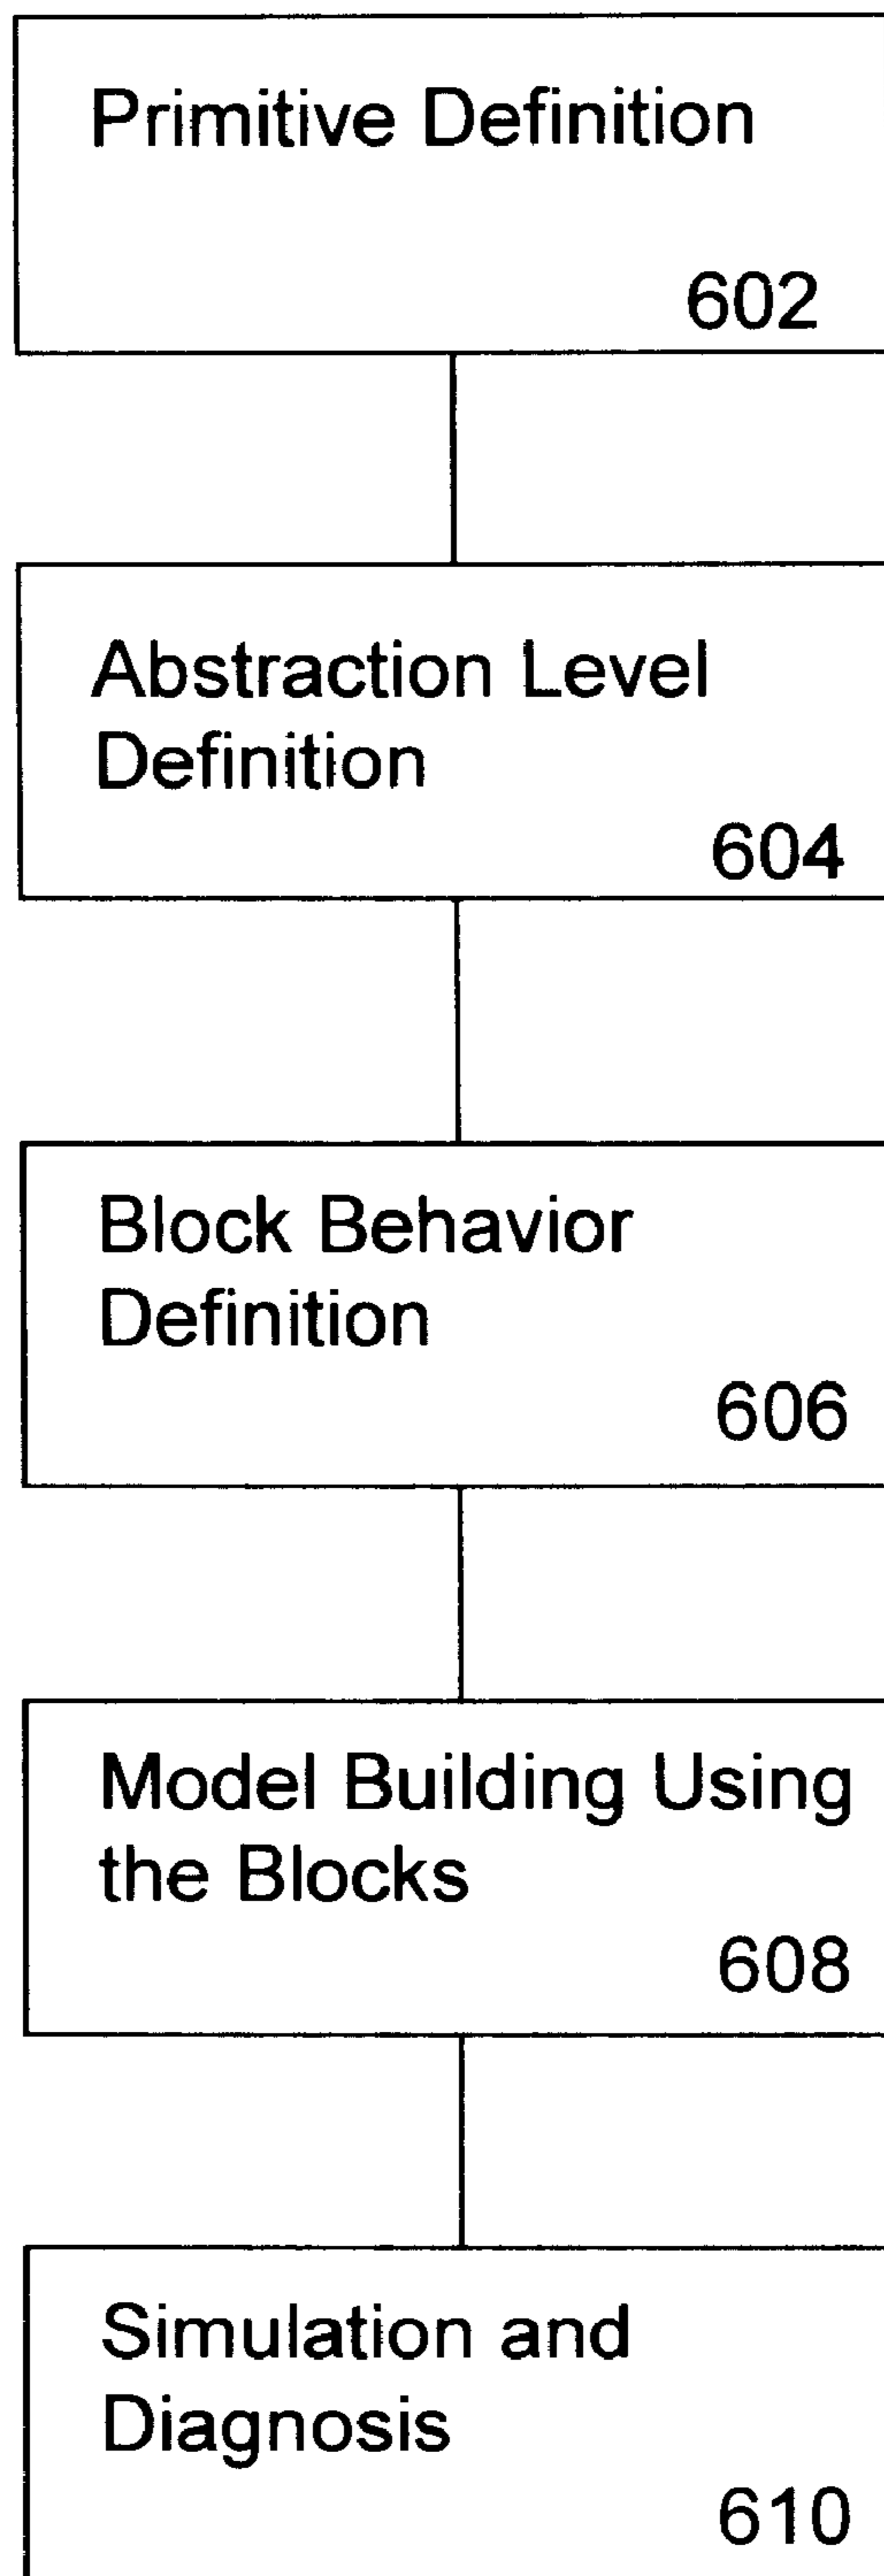 Primitive Definition
602
Abstraction Level
Definition
604
Block Behavior
Definition
606
Model Building Using
the Blocks
608
Simulation and
Diagnosis
610